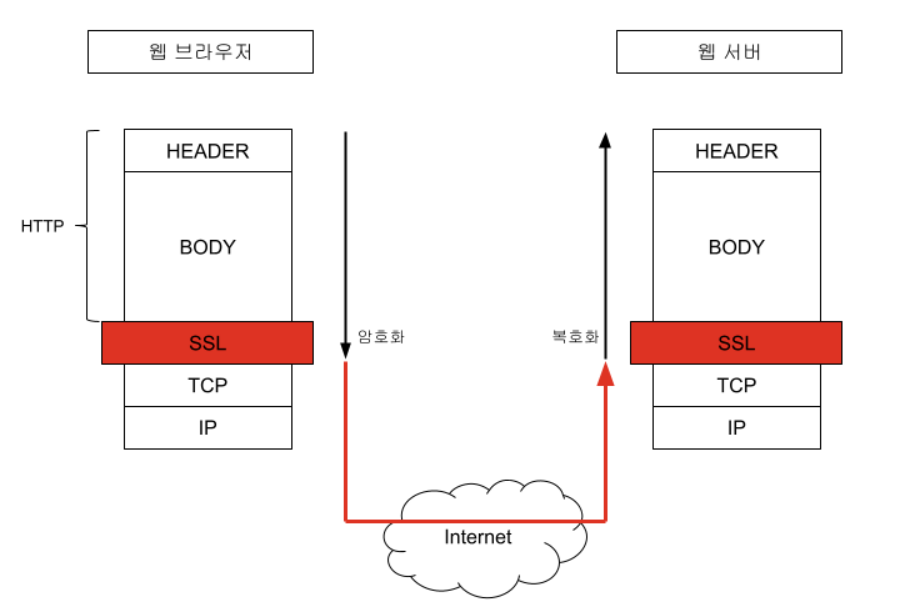 웹 브라우저
웹 서버
HEADER
HEADER
HTTP
BODY
BODY
암호화
복호화
SSL
SSL
TCP
TCP
IP
IP
Internet